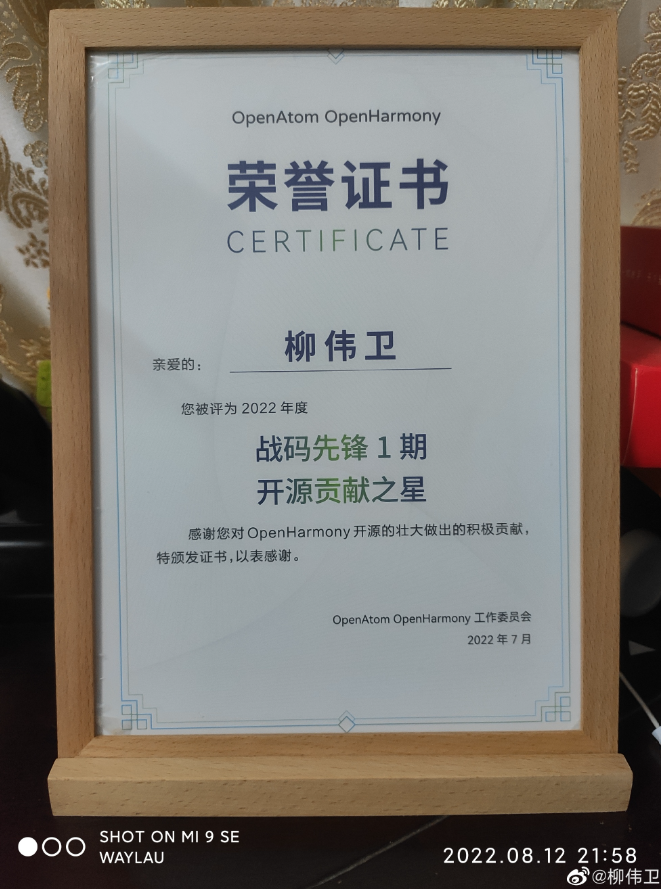 OpenAtom OpenHarmony
荣誉证书
CERTIFICATE
亲爱的: 柳伟卫
您被评为 2022 年度
战码先锋 1 期
开源贡献之星
感谢您对 OpenHarmony 开源的壮大做出的积极贡献,
特颁发证书,以表感谢。
OpenAtom OpenHarmony 工作委员会
2022 年 7 月
SHOT ON MI 9 SE
WAYLAU
2022.08.12 21:58
@柳伟卫